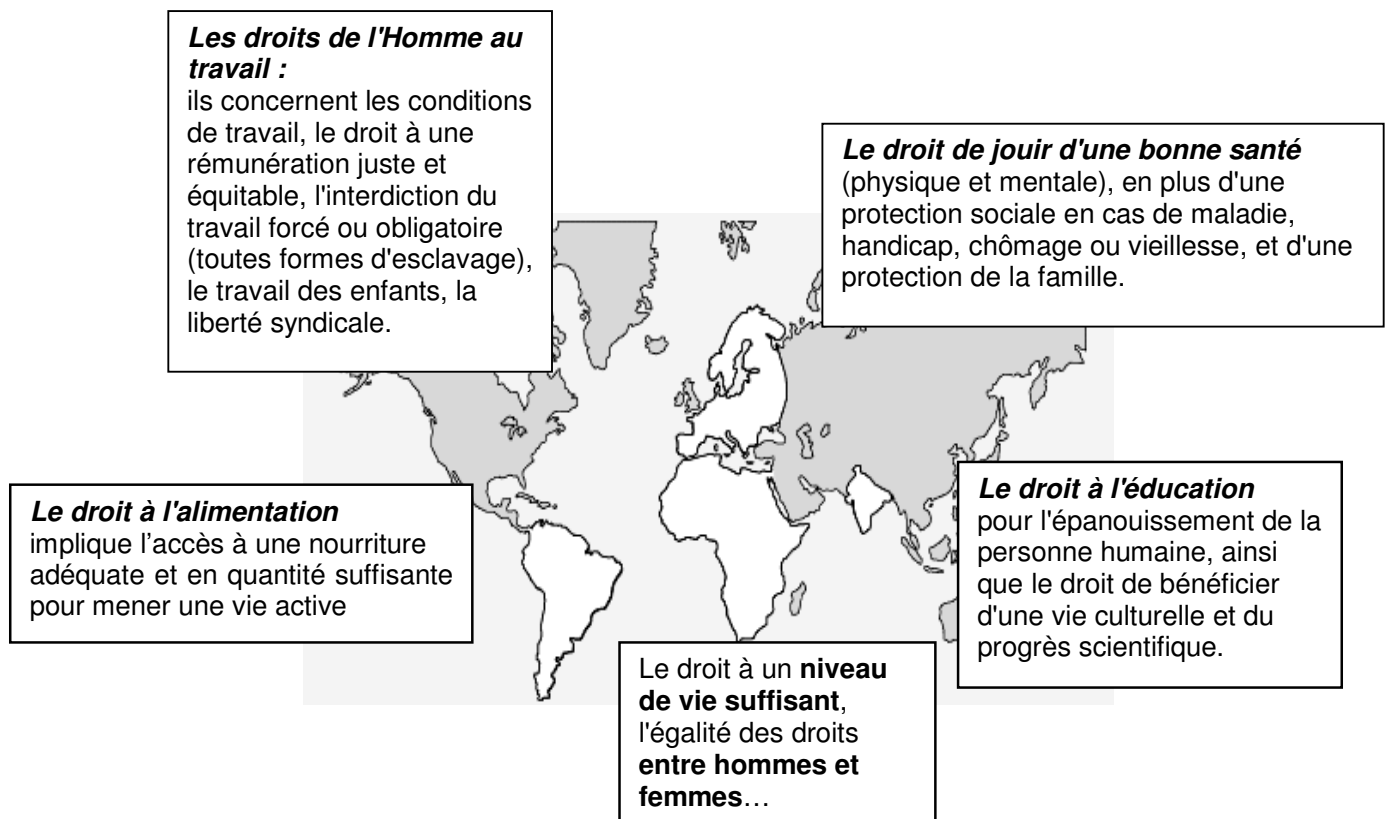 Les droits de l'Homme au
travail :
ils concernent les conditions
de travail, le droit à une
rémunération juste et
équitable, l'interdiction du
travail forcé ou obligatoire
(toutes formes d'esclavage),
le travail des enfants, la
liberté syndicale.
Le droit de jouir d'une bonne santé
(physique et mentale), en plus d'une
protection sociale en cas de maladie,
handicap, chômage ou vieillesse, et d'une
protection de la famille.
Le droit à l'alimentation
implique l’accès à une nourriture
adéquate et en quantité suffisante
pour mener une vie active
Le droit à l'éducation
pour l'épanouissement de la
personne humaine, ainsi
que le droit de bénéficier
d'une vie culturelle et du
progrès scientifique.
Le droit à un niveau
de vie suffisant,
l'égalité des droits
entre hommes et
femmes…